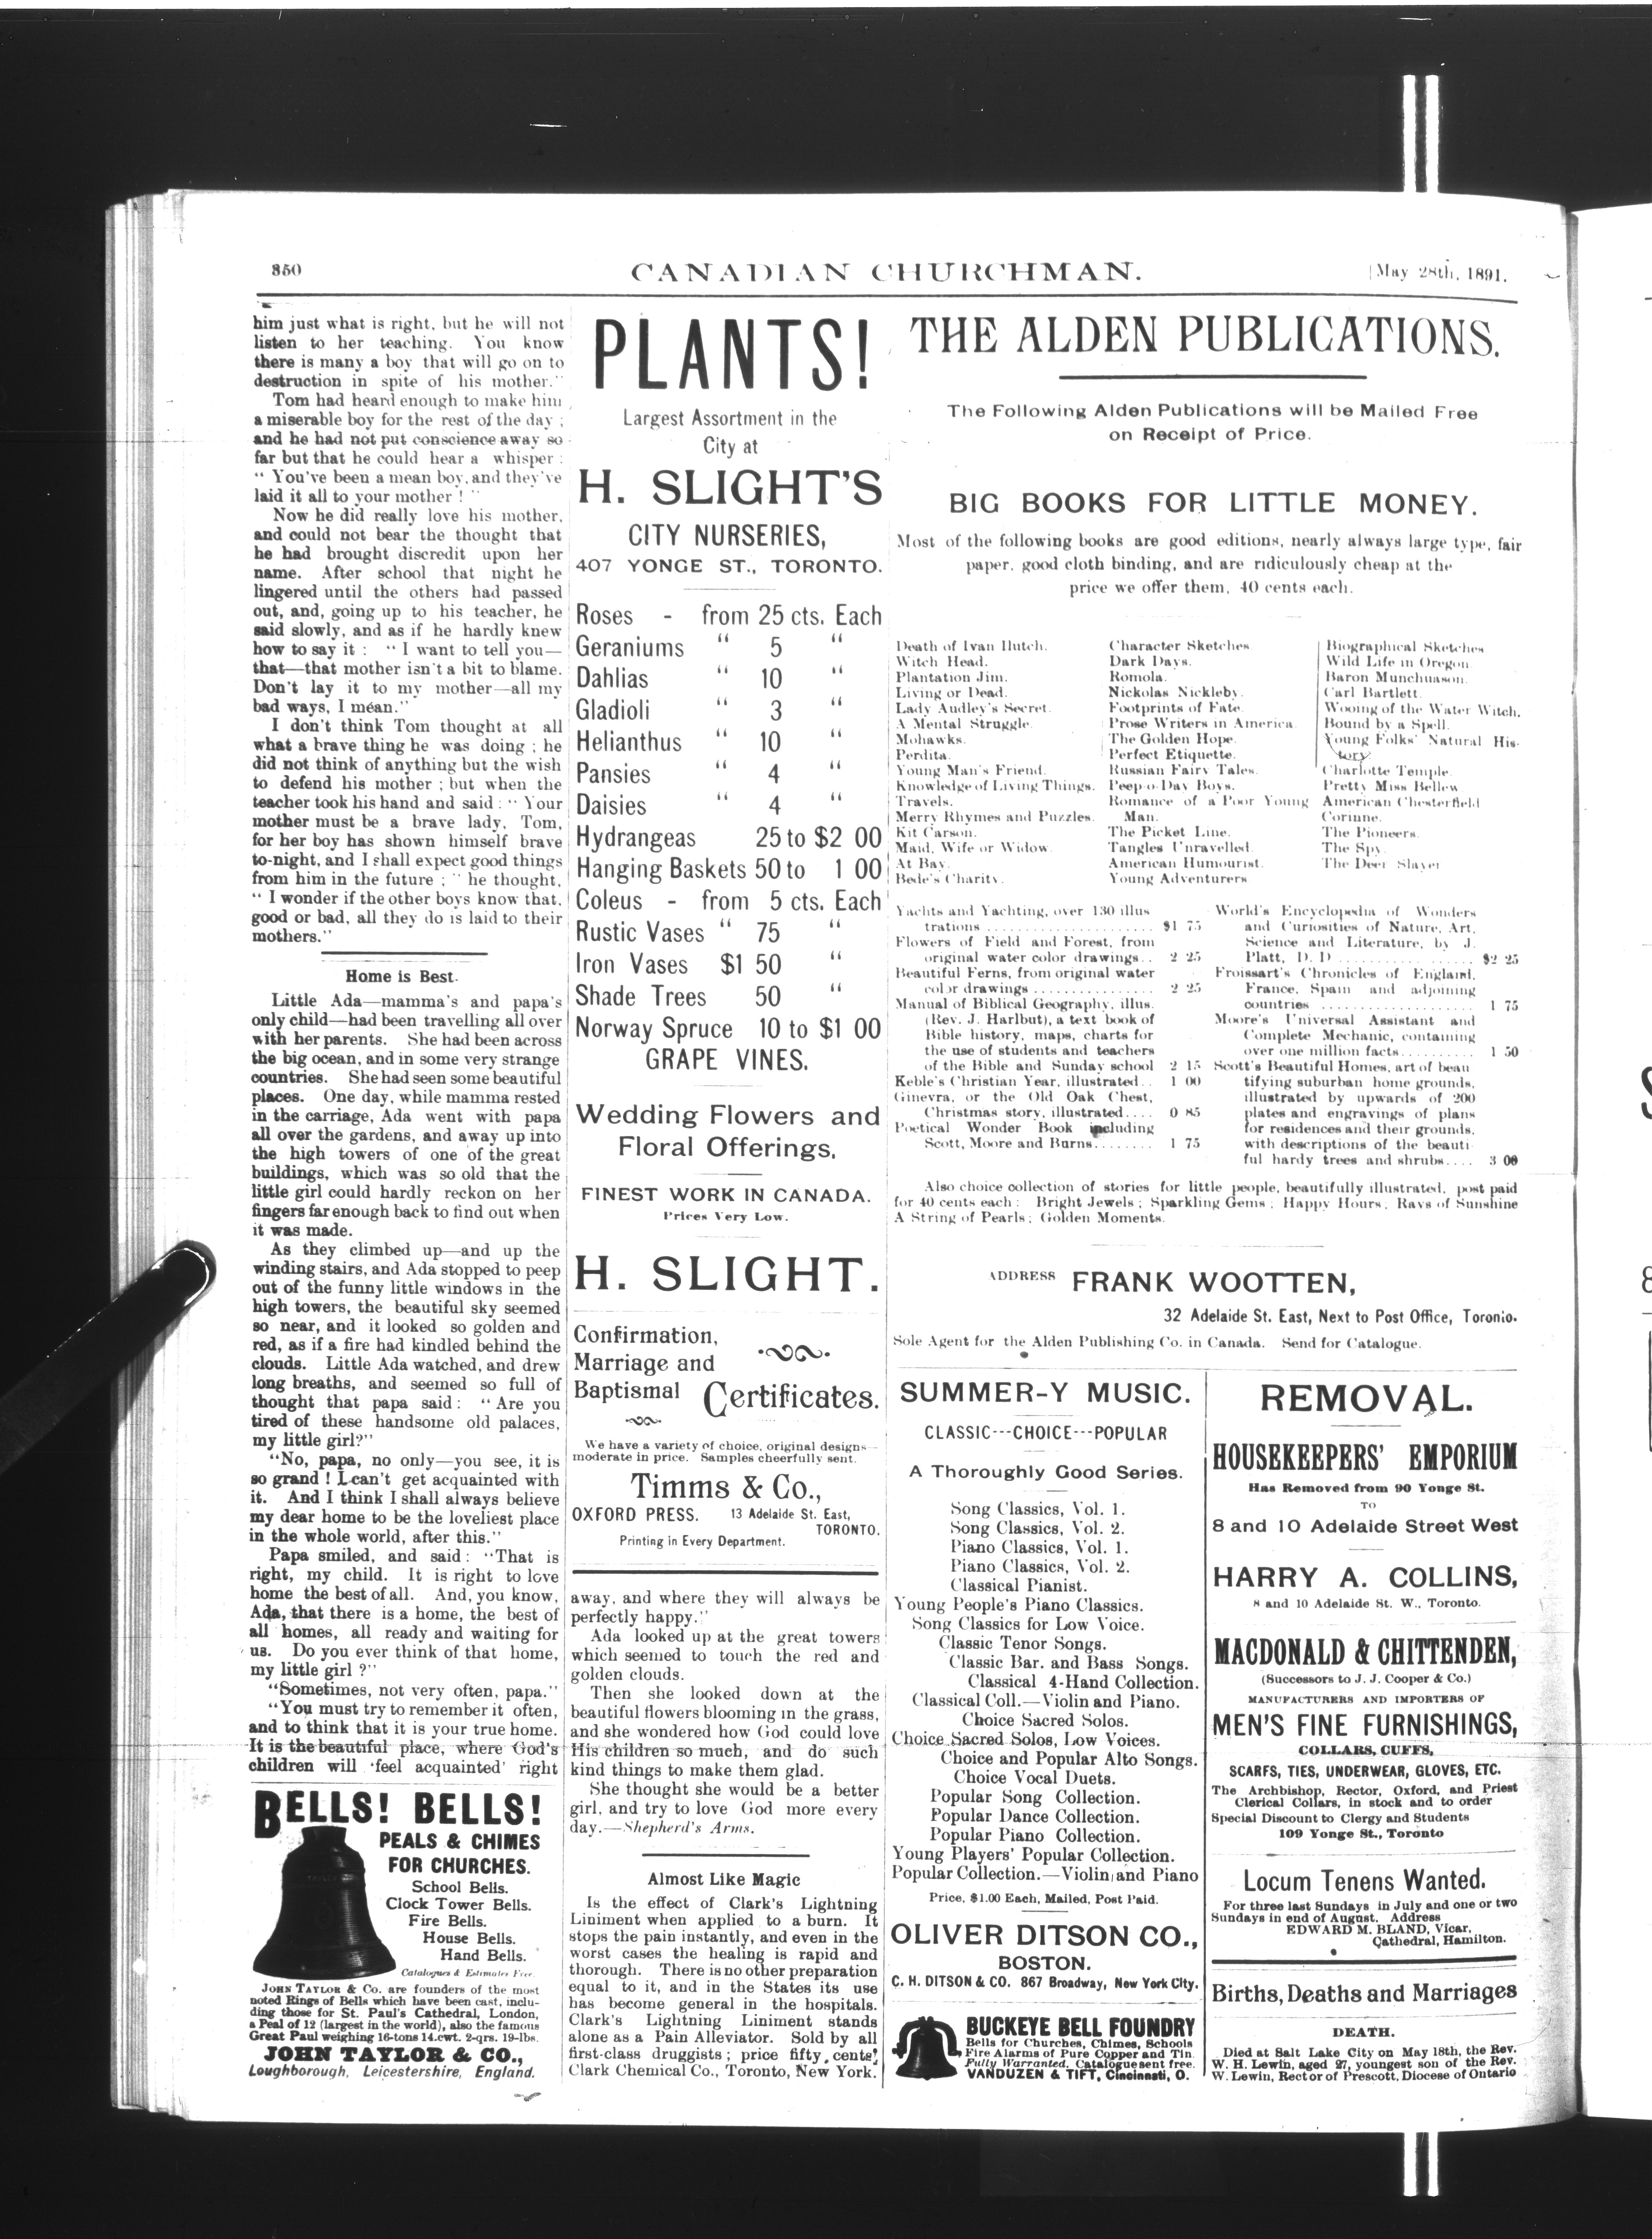 350
CANADIAN CHURCHMAN.
[May 28th, 1891.
him just what is right, but he will not
listen to her teaching. You know
there is many a boy that will go on to
destruction in spite of his mother."
Tom had heard enough to make him
a miserable boy for the rest of the day ;
and he had not put conscience away so
far but that he could hear a whisper :
" You've been a mean boy, and they've
laid it all to your mother ! "
Now he did really love his mother,
and could not bear the thought that
he had brought discredit upon her
name. After school that night he
lingered until the others had passed
out, and, going up to his teacher, he
said slowly, and as if he hardly knew
how to say it : " I want to tell you—
that—that mother isn't a bit to blame.
Don't lay it to my mother—all my
bad ways, I mean."
I don't think Tom thought at all
what a brave thing he was doing ; he
did not think of anything but the wish
to defend his mother ; but when the
teacher took his hand and said : " Your
mother must be a brave lady, Tom,
for her boy has shown himself brave
to-night, and I shall expect good things
from him in the future ; " he thought,
" I wonder if the other boys know that,
good or bad, all they do is laid to their
mothers."
Home is Best.
Little Ada—mamma's and papa's
only child—had been travelling all over
with her parents. She had been across
the big ocean, and in some very strange
countries. She had seen some beautiful
places. One day, while mamma rested
in the carriage, Ada went with papa
all over the gardens, and away up into
the high towers of one of the great
buildings, which was so old that the
little girl could hardly reckon on her
fingers far enough back to find out when
it was made.
As they climbed up—and up the
winding stairs, and Ada stopped to peep
out of the funny little windows in the
high towers, the beautiful sky seemed
so near, and it looked so golden and
red, as if a fire had kindled behind the
clouds. Little Ada watched, and drew
long breaths, and seemed so full of
thought that papa said : "Are you
tired of these handsome old palaces,
my little girl?"
"No, papa, no only—you see, it is
so grand ! I can't get acquainted with
it. And I think I shall always believe
my dear home to be the loveliest place
in the whole world, after this."
Papa smiled, and said : "That is
right, my child. It is right to love
home the best of all. And, you know,
Ada, that there is a home, the best of
all homes, all ready and waiting for
us. Do you ever think of that home,
my little girl ?"
"Sometimes, not very often, papa."
"You must try to remember it often,
and to think that it is your true home.
It is the beautiful place, where God's
children will 'feel acquainted' right
BELLS! BELLS!
PEALS & CHIMES
FOR CHURCHES.
School Bells.
Clock Tower Bells.
Fire Bells.
House Bells.
Hand Bells.
Catalogues & Estimates Free.
JOHN TAYLOR & CO. are founders of the most
noted Rings of Bells which have been cast, inclu-
ding those for St. Paul's Cathedral, London,
a Peal of 12 (largest in the world), also the famous
Great Paul weighing 16-tons 14.cwt. 2-qrs. 19-lbs.
JOHN TAYLOR & CO.,
Loughborough, Leicestershire, England.
PLANTS!
Largest Assortment in the
City at
H. SLIGHT'S
CITY NURSERIES,
407 YONGE ST., TORONTO.
Roses - from 25 cts. Each
Geraniums " 5 "
Dahlias " 10 "
Gladioli " 3 "
Helianthus " 10 "
Pansies " 4 "
Daisies " 4 "
Hydrangeas 25 to $2 00
Hanging Baskets 50 to 1 00
Coleus - from 5 cts. Each
Rustic Vases " 75 "
Iron Vases $1 50 "
Shade Trees 50 "
Norway Spruce 10 to $1 00
GRAPE VINES.
Wedding Flowers and
Floral Offerings,
FINEST WORK IN CANADA.
Prices Very Low.
H. SLIGHT.
Confirmation,
Marriage and
Baptismal Certificates.
We have a variety of choice, original designs—
moderate in price. Samples cheerfully sent.
Timms & Co.,
OXFORD PRESS. 13 Adelaide St. East,
TORONTO.
Printing in Every Department.
away, and where they will always be
perfectly happy."
Ada looked up at the great towers
which seemed to touch the red and
golden clouds.
Then she looked down at the
beautiful flowers blooming in the grass,
and she wondered how God could love
His children so much, and do such
kind things to make them glad.
She thought she would be a better
girl, and try to love God more every
day.—Shepherd's Arms.
Almost Like Magic
Is the effect of Clark's Lightning
Liniment when applied to a burn. It
stops the pain instantly, and even in the
worst cases the healing is rapid and
thorough. There is no other preparation
equal to it, and in the States its use
has become general in the hospitals.
Clark's Lightning Liniment stands
alone as a Pain Alleviator. Sold by all
first-class druggists ; price fifty cents!
Clark Chemical Co., Toronto, New York.
THE ALDEN PUBLICATIONS.
The Following Alden Publications will be Mailed Free
on Receipt of Price.
BIG BOOKS FOR LITTLE MONEY.
Most of the following books are good editions, nearly always large type, fair
paper, good cloth binding, and are ridiculously cheap at the
price we offer them, 40 cents each.
Death of Ivan Ilutch.
Witch Head.
Plantation Jim.
Living or Dead.
Lady Audley's Secret.
A Mental Struggle.
Mohawks.
Perdita.
Young Man's Friend.
Knowledge of Living Things.
Travels.
Merry Rhymes and Puzzles.
Kit Carson.
Maid, Wife or Widow.
At Bay.
Bede's Charity.
Character Sketches
Dark Days.
Romola.
Nickolas Nickleby.
Footprints of Fate.
Prose Writers in America.
The Golden Hope.
Perfect Etiquette.
Russian Fairy Tales.
Peep-o-Day Boys.
Romance of a Poor Young
Man.
The Picket Line.
Tangles Unravelled.
American Humourist.
Young Adventurers
Biographical Sketches
Wild Life in Oregon
Baron Munchuason.
Carl Bartlett.
Wooing of the Water Witch.
Bound by a Spell.
Young Folks' Natural His-
tory.
Charlotte Temple.
Pretty Miss Bellew
American Chesterfield
Corinne.
The Pioneers.
The Spy.
The Deer Slayer
Yachts and Yachting, over 130 illus
trations $1 75
Flowers of Field and Forest, from
original water color drawings.. 2 25
Beautiful Ferns, from original water
color drawings 2 25
Manual of Biblical Geography, illus.
(Rev. J. Harlbut), a text book of
Bible history, maps, charts for
the use of students and teachers
of the Bible and Sunday school 2 15
Keble's Christian Year, illustrated.. 1 00
Ginevra, or the Old Oak Chest,
Christmas story, illustrated.... 0 85
Poetical Wonder Book including
Scott, Moore and Burns........ 1 75
World's Encyclopedia of Wonders
and Curiosities of Nature, Art,
Science and Literature, by J.
Platt, D. D $2 25
Froissart's Chronicles of England,
France, Spain and adjoining
countries 1 75
Moore's Universal Assistant and
Complete Mechanic, containing
over one million facts.......... 1 50
Scott's Beautiful Homes, art of beau
tifying suburban home grounds,
illustrated by upwards of 200
plates and engravings of plans
for residences and their grounds,
with descriptions of the beauti
ful hardy trees and shrubs.... 3 00
Also choice collection of stories for little people, beautifully illustrated, post paid
for 40 cents each : Bright Jewels ; Sparkling Gems ; Happy Hours ; Rays of Sunshine
A String of Pearls ; Golden Moments.
ADDRESS FRANK WOOTTEN,
32 Adelaide St. East, Next to Post Office, Toronto.
Sole Agent for the Alden Publishing Co. in Canada. Send for Catalogue.
SUMMER-Y MUSIC.
CLASSIC---CHOICE---POPULAR
A Thoroughly Good Series.
Song Classics, Vol. 1.
Song Classics, Vol. 2.
Piano Classics, Vol. 1.
Piano Classics, Vol. 2.
Classical Pianist.
Young People's Piano Classics.
Song Classics for Low Voice.
Classic Tenor Songs.
Classic Bar. and Bass Songs.
Classical 4-Hand Collection.
Classical Coll.—Violin and Piano.
Choice Sacred Solos.
Choice Sacred Solos, Low Voices.
Choice and Popular Alto Songs.
Choice Vocal Duets.
Popular Song Collection.
Popular Dance Collection.
Popular Piano Collection.
Young Players' Popular Collection.
Popular Collection.—Violin and Piano
Price, $1.00 Each, Mailed, Post Paid.
OLIVER DITSON CO.,
BOSTON.
C. H. DITSON & CO. 867 Broadway, New York City.
BUCKEYE BELL FOUNDRY
Bells for Churches, Chimes, Schools
Fire Alarms of Pure Copper and Tin.
Fully Warranted. Catalogue sent free.
VANDUZEN & TIFT, Cincinnati, O.
REMOVAL.
HOUSEKEEPERS' EMPORIUM
Has Removed from 90 Yonge St.
TO
8 and 10 Adelaide Street West
HARRY A. COLLINS,
8 and 10 Adelaide St. W., Toronto.
MACDONALD & CHITTENDEN,
(Successors to J. J. Cooper & Co.)
MANUFACTURERS AND IMPORTERS OF
MEN'S FINE FURNISHINGS,
COLLARS, CUFFS,
SCARFS, TIES, UNDERWEAR, GLOVES, ETC.
The Archbishop, Rector, Oxford, and Priest
Clerical Collars, in stock and to order
Special Discount to Clergy and Students
109 Yonge St., Toronto
Locum Tenens Wanted.
For three last Sundays in July and one or two
Sundays in end of August. Address
EDWARD M. BLAND, Vicar,
Cathedral, Hamilton.
Births, Deaths and Marriages
DEATH.
Died at Salt Lake City on May 18th, the Rev.
W. H. Lewin, aged 27, youngest son of the Rev.
W. Lewin, Rector of Prescott, Diocese of Ontario